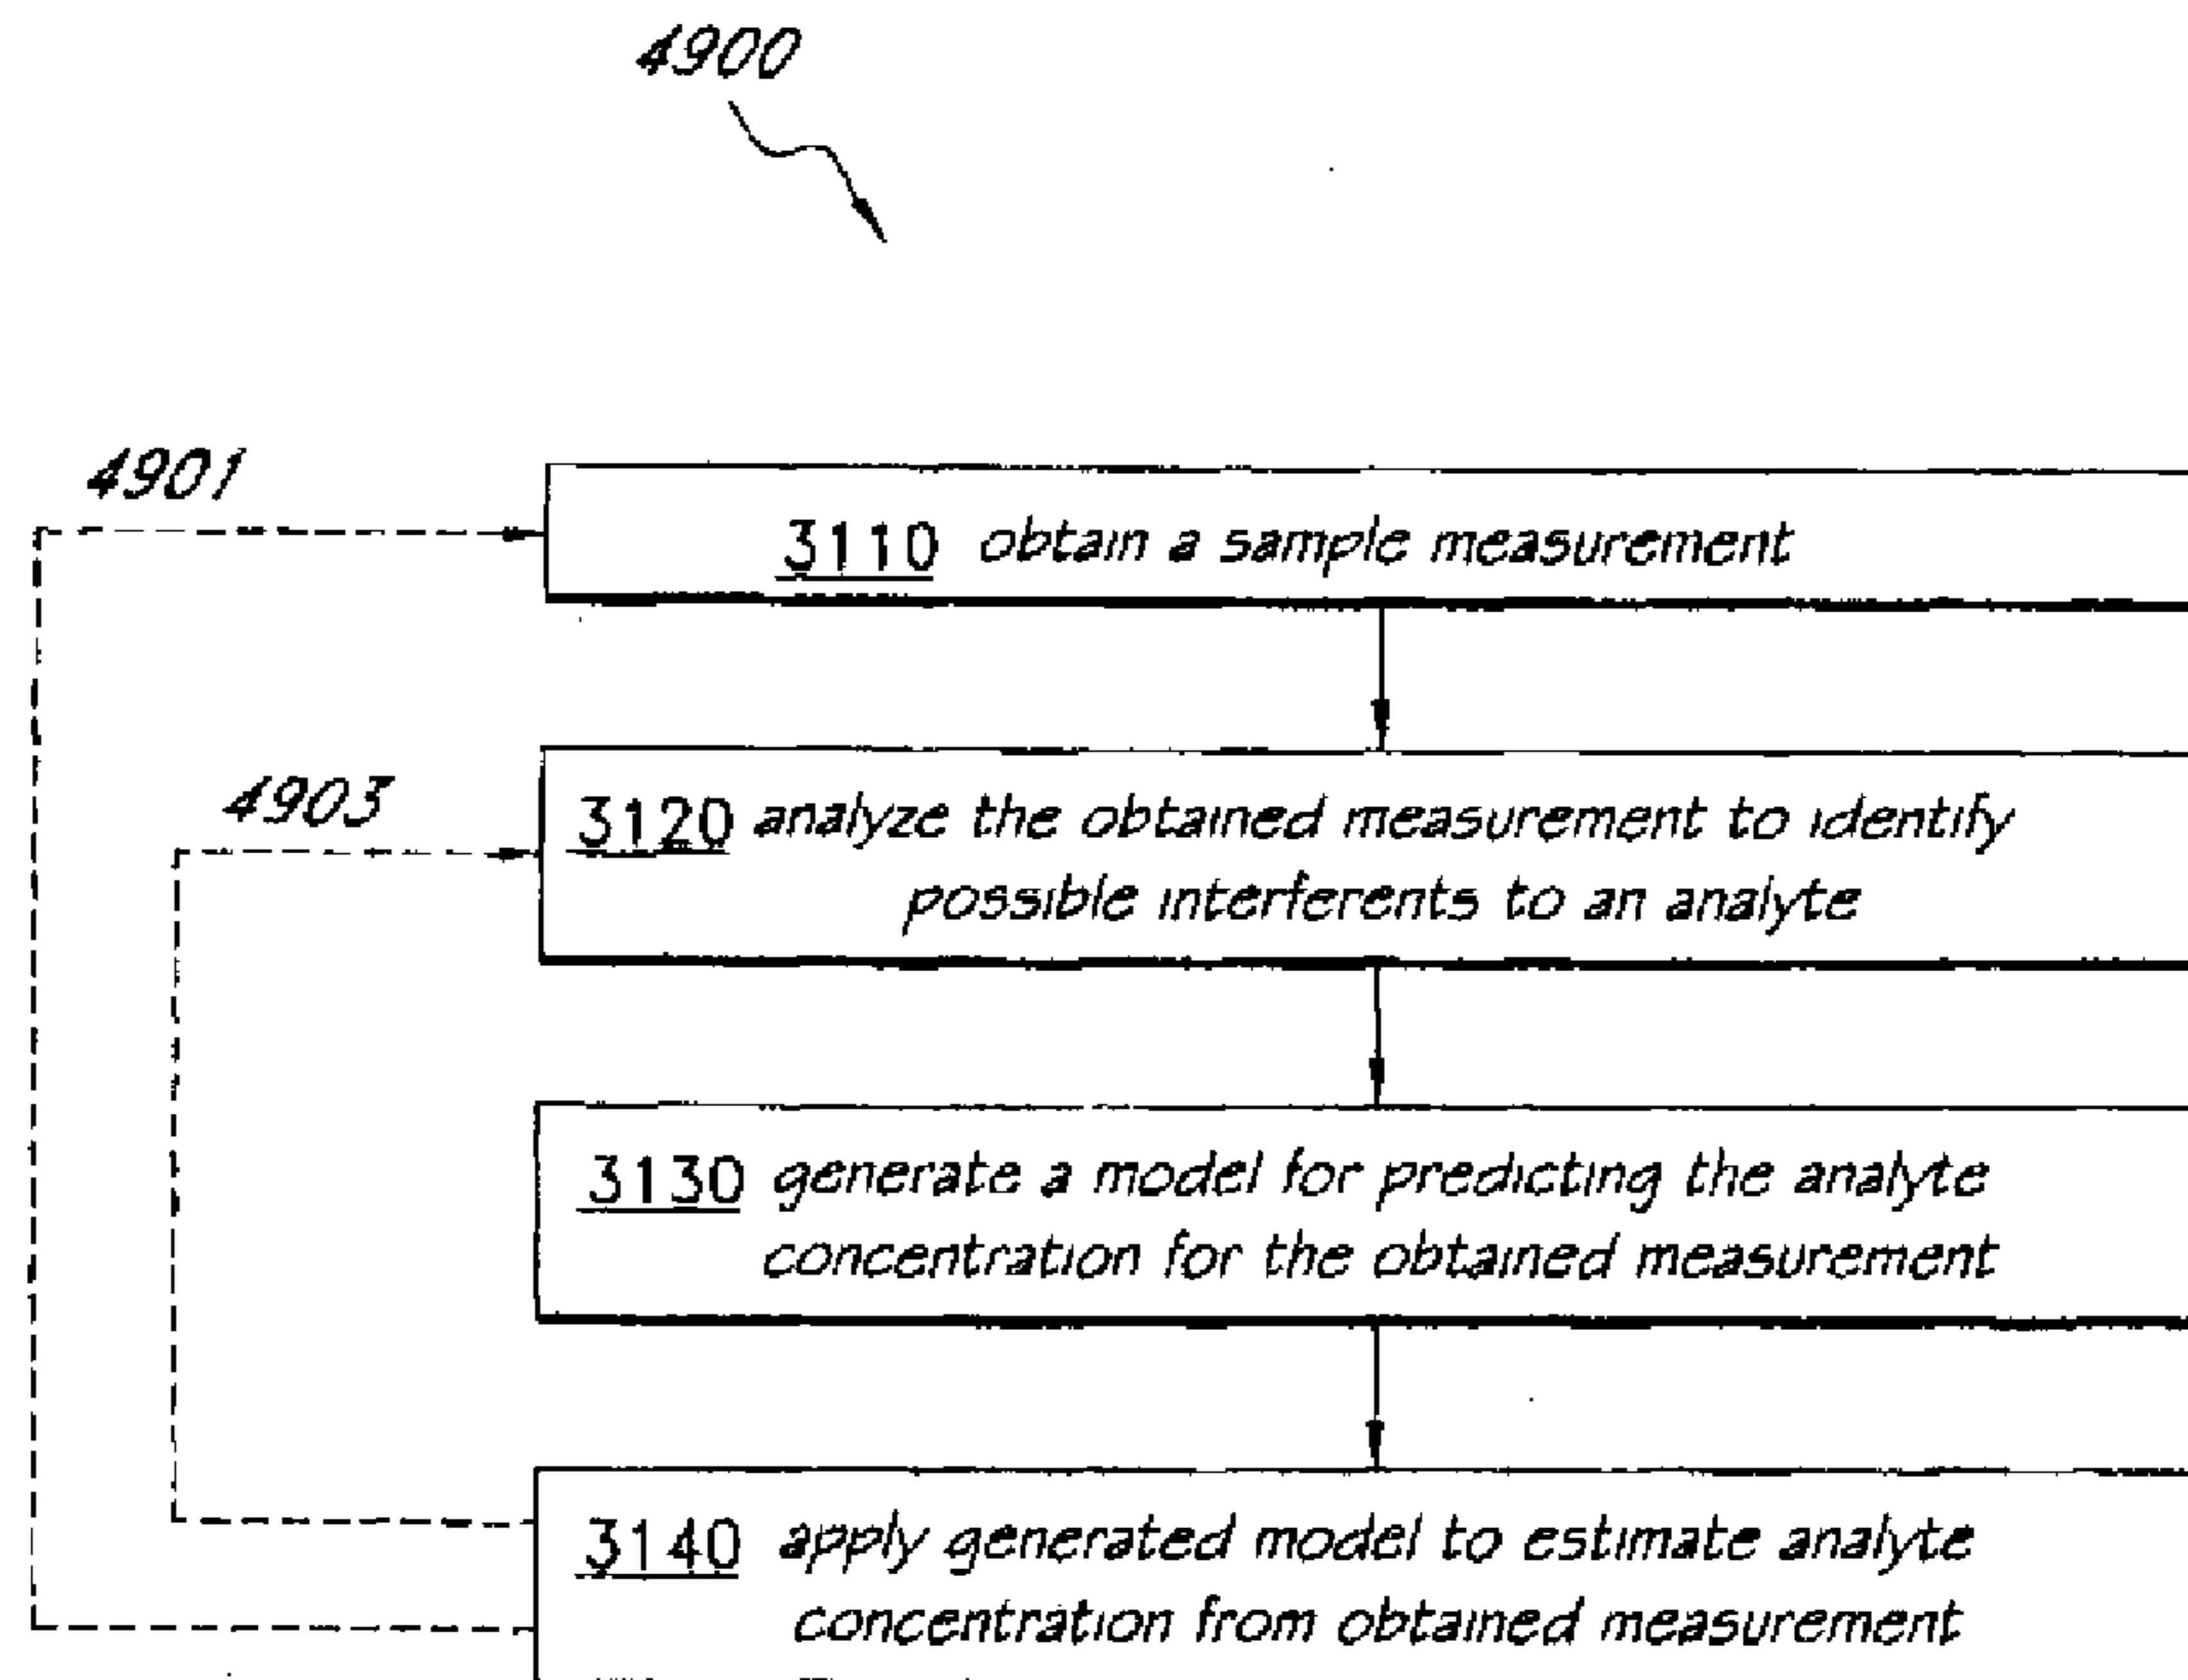 4900
4901
3110 obtain a sample measurement
4903
3120 analyze the obtained measurement to identify
possible interferents to an analyte
3130 generate a model for predicting the analyte
concentration for the obtained measurement
3140 apply generated model to estimate analyte
concentration from obtained measurement